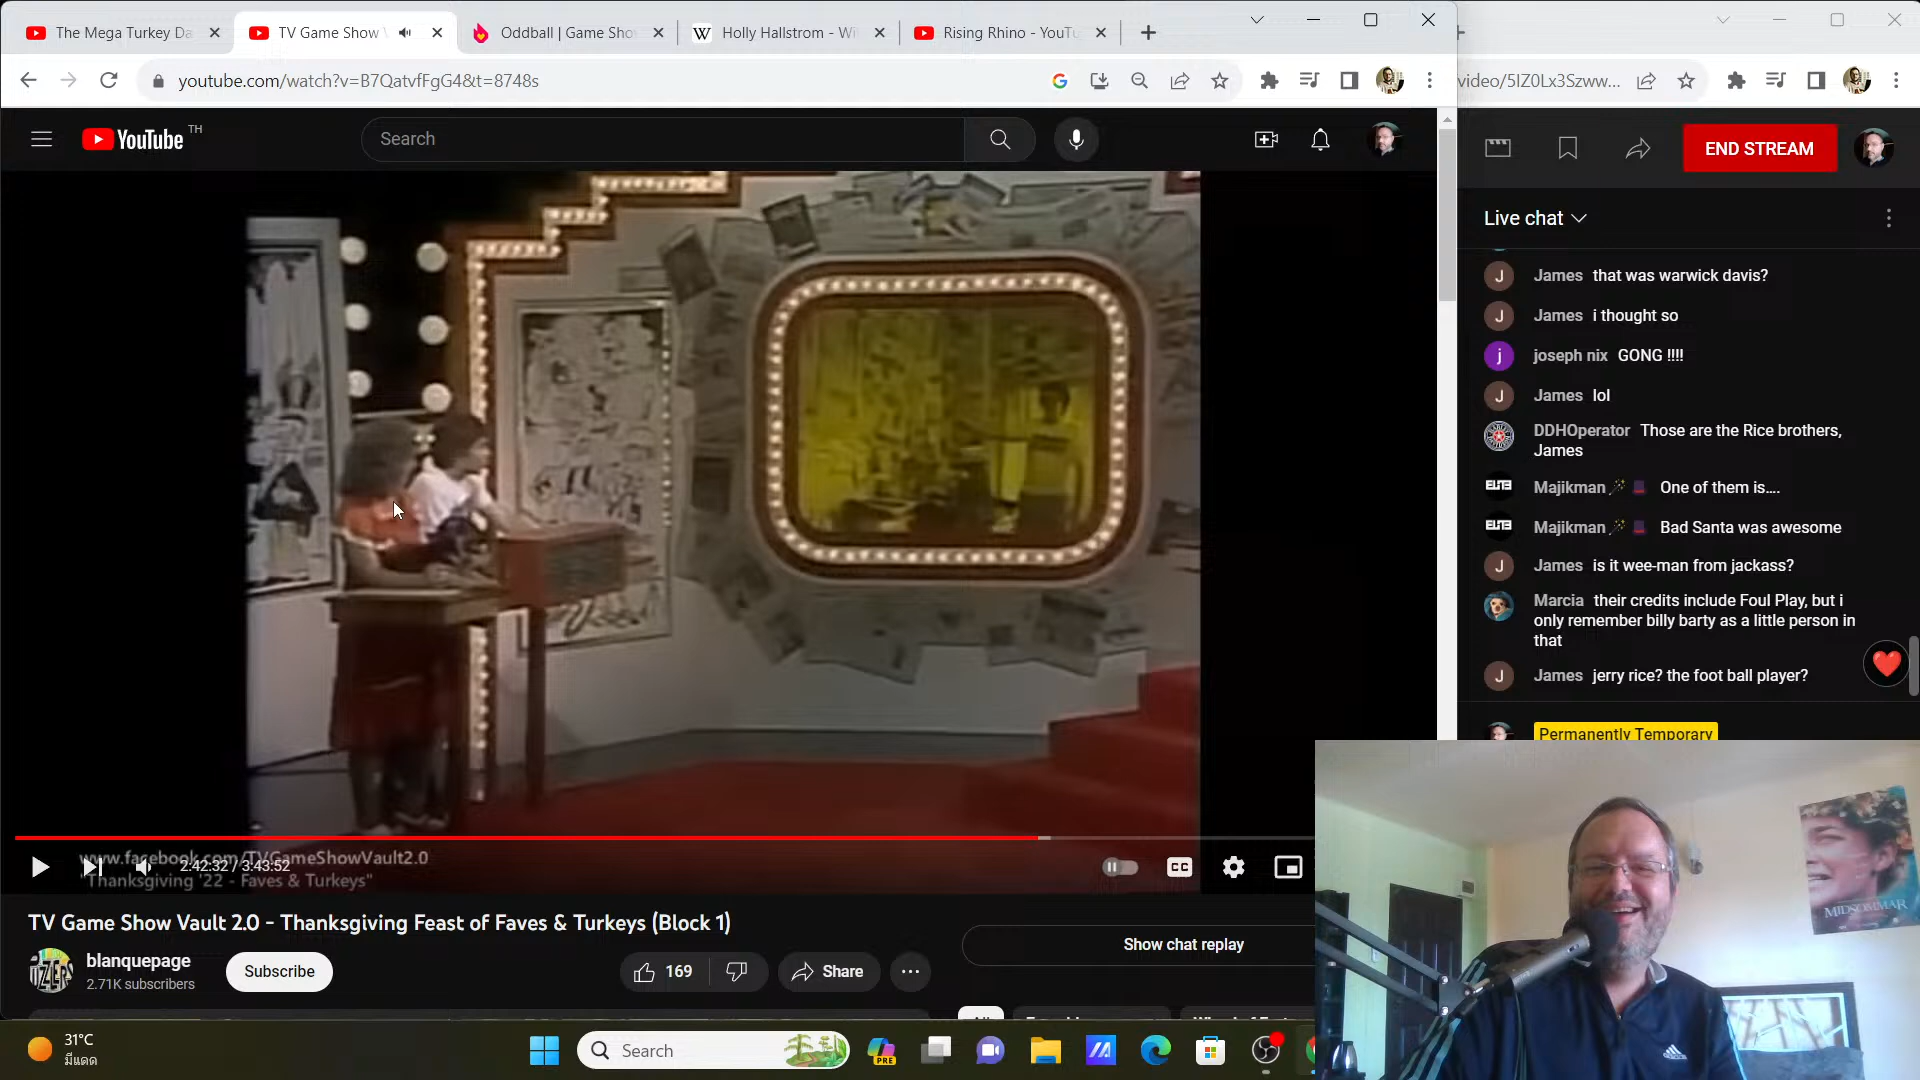 The Mega Turkey Da
TV Game Show
Oddball | Game Sho
Holly Hallstrom - Wi
Rising Rhino - YouTu
youtube.com/watch?v=B7QatvfFgG4&t=8748s
video/5IZ0Lx3Szww...
YouTube TH
Search
END STREAM
Live chat
J James that was warwick davis?
J James i thought so
j joseph nix GONG !!!!
J James lol
DDHOperator Those are the Rice brothers,
James
ELITE Majikman One of them is....
ELITE Majikman Bad Santa was awesome
J James is it wee-man from jackass?
Marcia their credits include Foul Play, but i
only remember billy barty as a little person in
that
J James jerry rice? the foot ball player?
Permanently Temporary
www.facebook.com/TVGameShowVault2.0
2:42:32 / 3:43:52
"Thanksgiving '22 - Faves & Turkeys"
CC
TV Game Show Vault 2.0 - Thanksgiving Feast of Faves & Turkeys (Block 1)
blanquepage
2.71K subscribers
Subscribe
169
Share
Show chat replay
MIDSOMMAR
31°C
มีแดด
Search
PRE